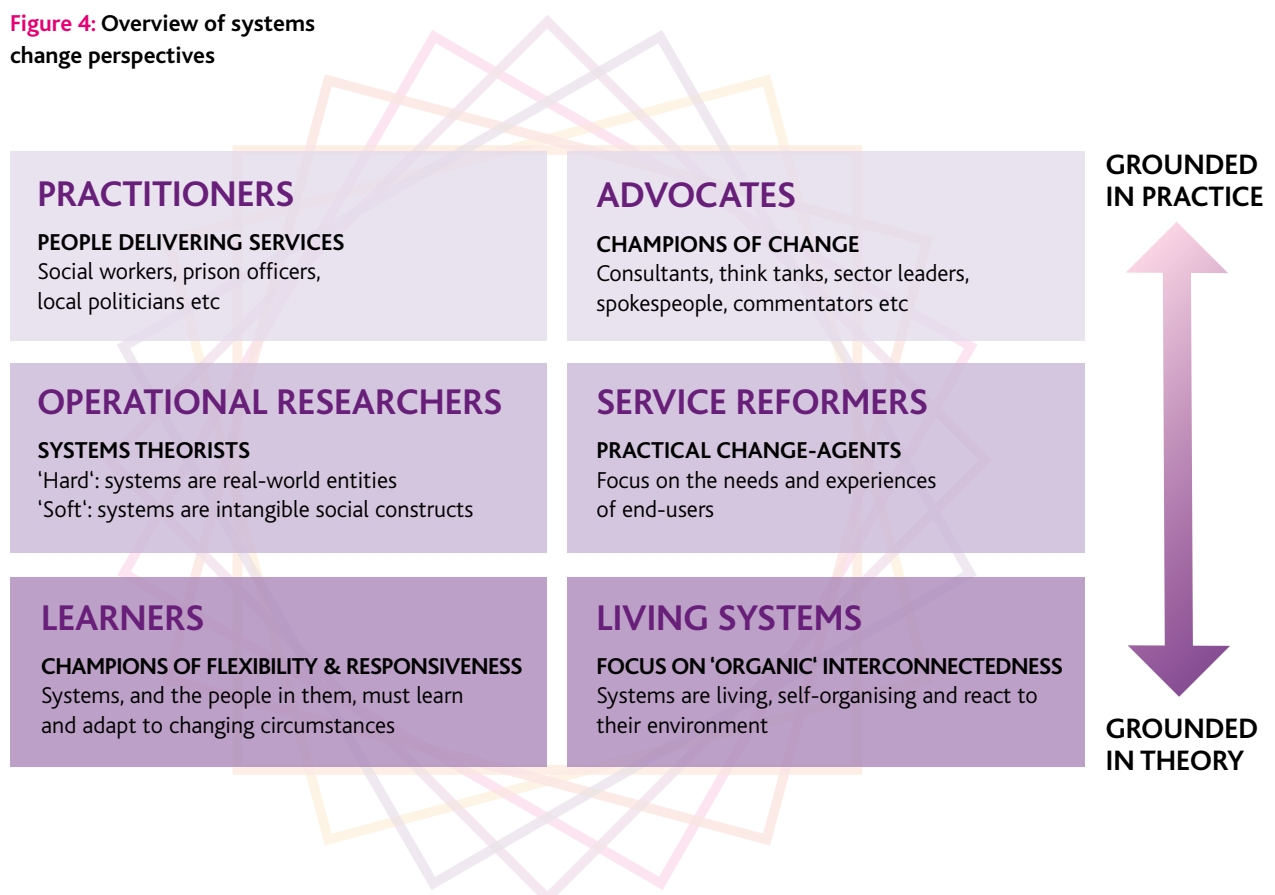 Figure 4: Overview of systems
change perspectives
PRACTITIONERS
PEOPLE DELIVERING SERVICES
Social workers, prison officers,
local politicians etc
ADVOCATES
CHAMPIONS OF CHANGE
Consultants, think tanks, sector leaders,
spokespeople, commentators etc
GROUNDED
IN PRACTICE
OPERATIONAL RESEARCHERS
SYSTEMS THEORISTS
‘Hard‘: systems are real-world entities
‘Soft‘: systems are intangible social constructs
SERVICE REFORMERS
PRACTICAL CHANGE-AGENTS
Focus on the needs and experiences
of end-users
LEARNERS
CHAMPIONS OF FLEXIBILITY & RESPONSIVENESS
Systems, and the people in them, must learn
and adapt to changing circumstances
LIVING SYSTEMS
FOCUS ON ‘ORGANIC‘ INTERCONNECTEDNESS
Systems are living, self-organising and react to
their environment
GROUNDED
IN THEORY